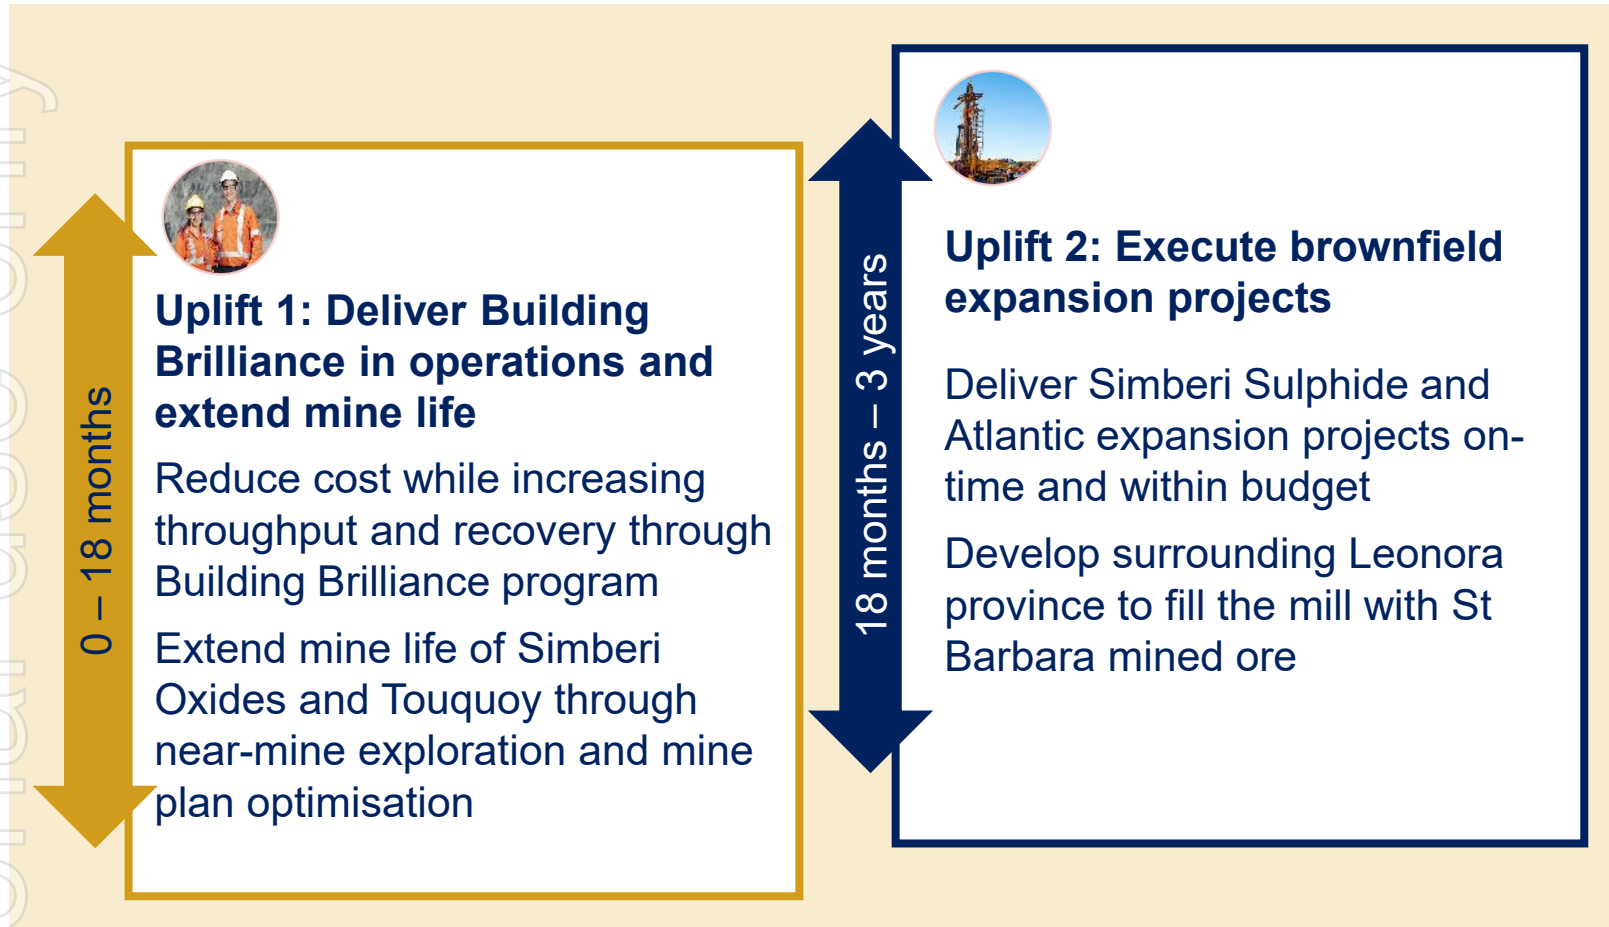 0 – 18 months
Uplift 1: Deliver Building
Brilliance in operations and
extend mine life
Reduce cost while increasing
throughput and recovery through
Building Brilliance program
Extend mine life of Simberi
Oxides and Touquoy through
near-mine exploration and mine
plan optimisation
18 months – 3 years
Uplift 2: Execute brownfield
expansion projects
Deliver Simberi Sulphide and
Atlantic expansion projects on-
time and within budget
Develop surrounding Leonora
province to fill the mill with St
Barbara mined ore